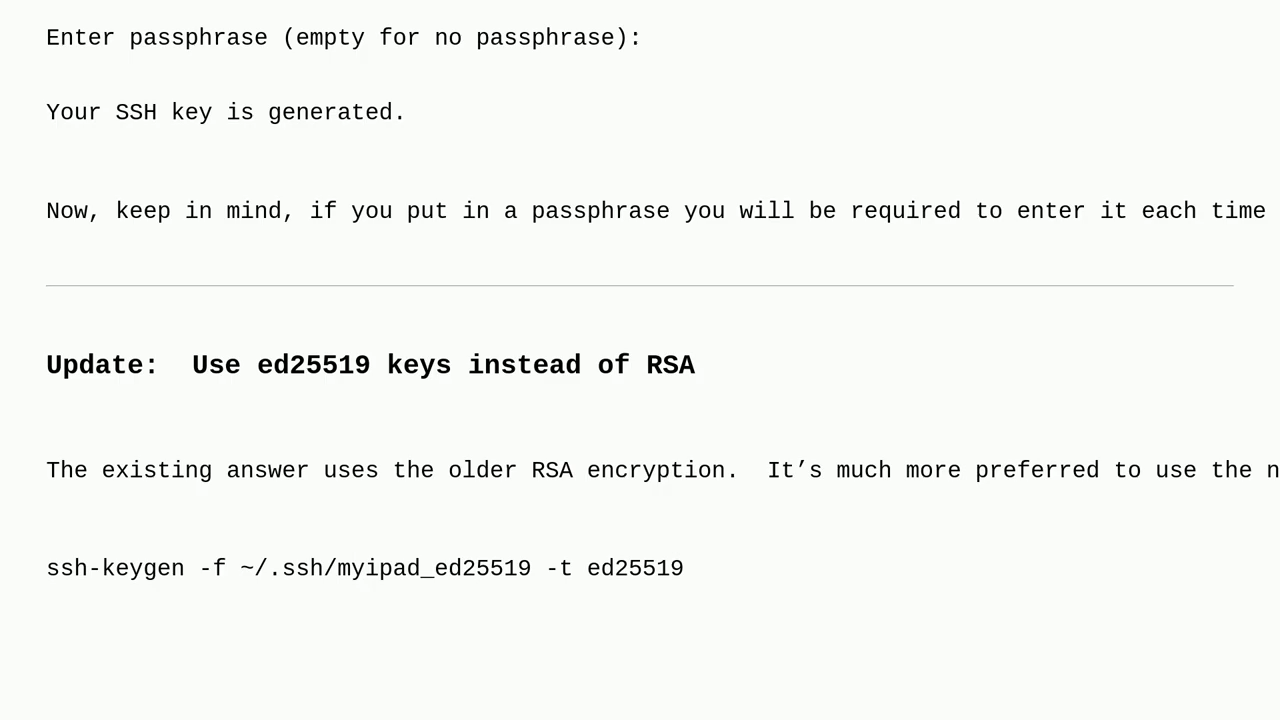 Enter passphrase (empty for no passphrase):
Your SSH key is generated.
Now, keep in mind, if you put in a passphrase you will be required to enter it each time
Update:  Use ed25519 keys instead of RSA
The existing answer uses the older RSA encryption.  It’s much more preferred to use the
ssh-keygen -f ~/.ssh/myipad_ed25519 -t ed25519